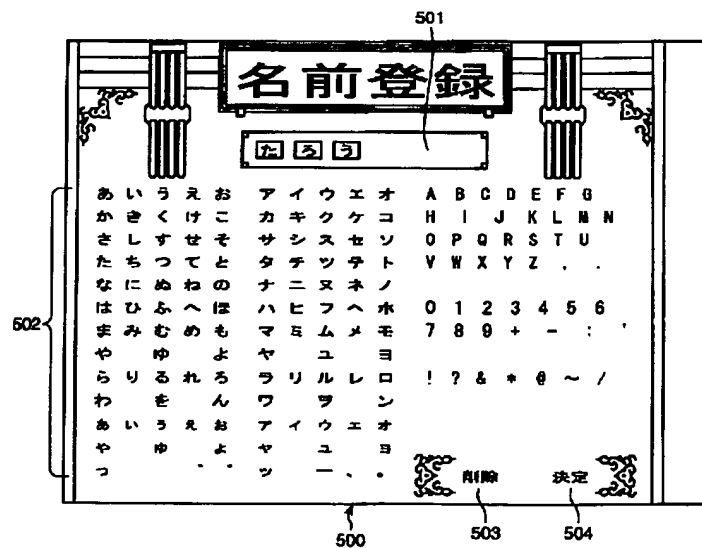 501
名前登録
たろう
あいうえお アイウエオ A B C D E F G
かきくけこ カキクケコ H I J K L M N
さしすせそ サシスセソ O P Q R S T U
たちつてと タチツテト V W X Y Z . .
なにぬねの ナニヌネノ
はひふへほ ハヒフヘホ 0 1 2 3 4 5 6
502
まみむめも マミムメモ 7 8 9 + - : '
やゆよ ヤユヨ
らりるれろ ラリルレロ ! ? & * @ ~ /
わをん ワヲン
ぁぃぅぇぉ ァィゥェォ
ゃゅょ ャュョ
っ゛゜ ッー、。
削除 決定
500 503 504